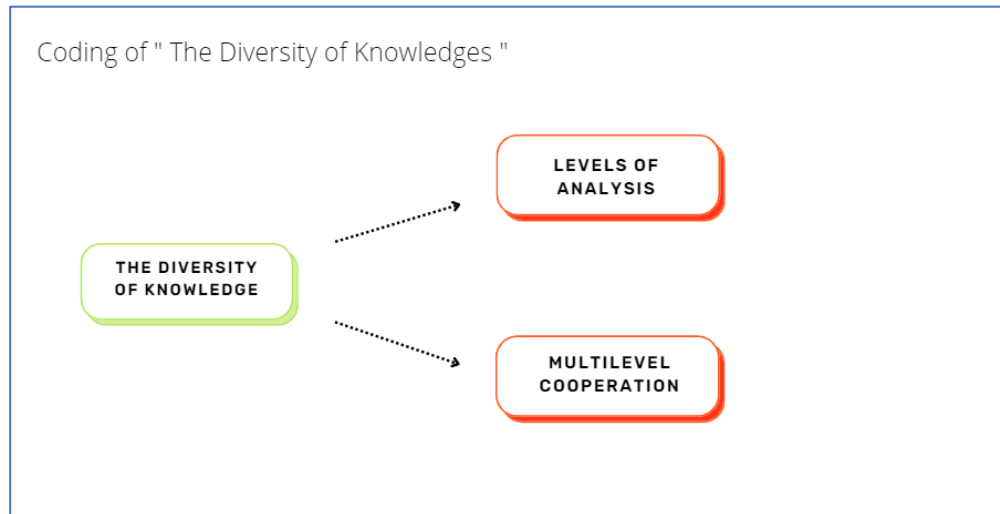 Coding of " The Diversity of Knowledges "
LEVELS OF
ANALYSIS
THE DIVERSITY
OF KNOWLEDGE
MULTILEVEL
COOPERATION